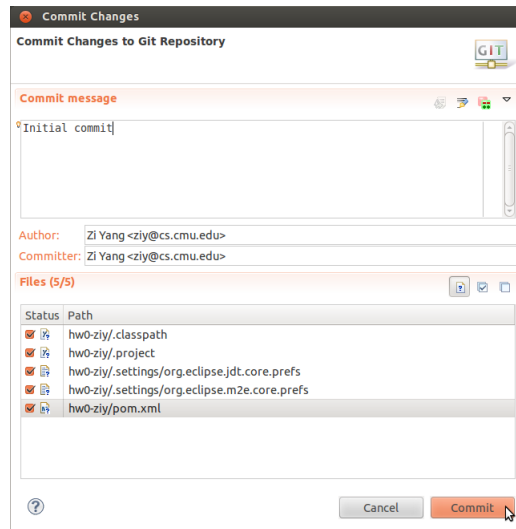 Commit Changes
Commit Changes to Git Repository
GIT
Commit message
Initial commit
Author: Zi Yang <ziy@cs.cmu.edu>
Committer: Zi Yang <ziy@cs.cmu.edu>
Files (5/5)
Status Path
hw0-ziy/.classpath
hw0-ziy/.project
hw0-ziy/.settings/org.eclipse.jdt.core.prefs
hw0-ziy/.settings/org.eclipse.m2e.core.prefs
hw0-ziy/pom.xml
Cancel Commit